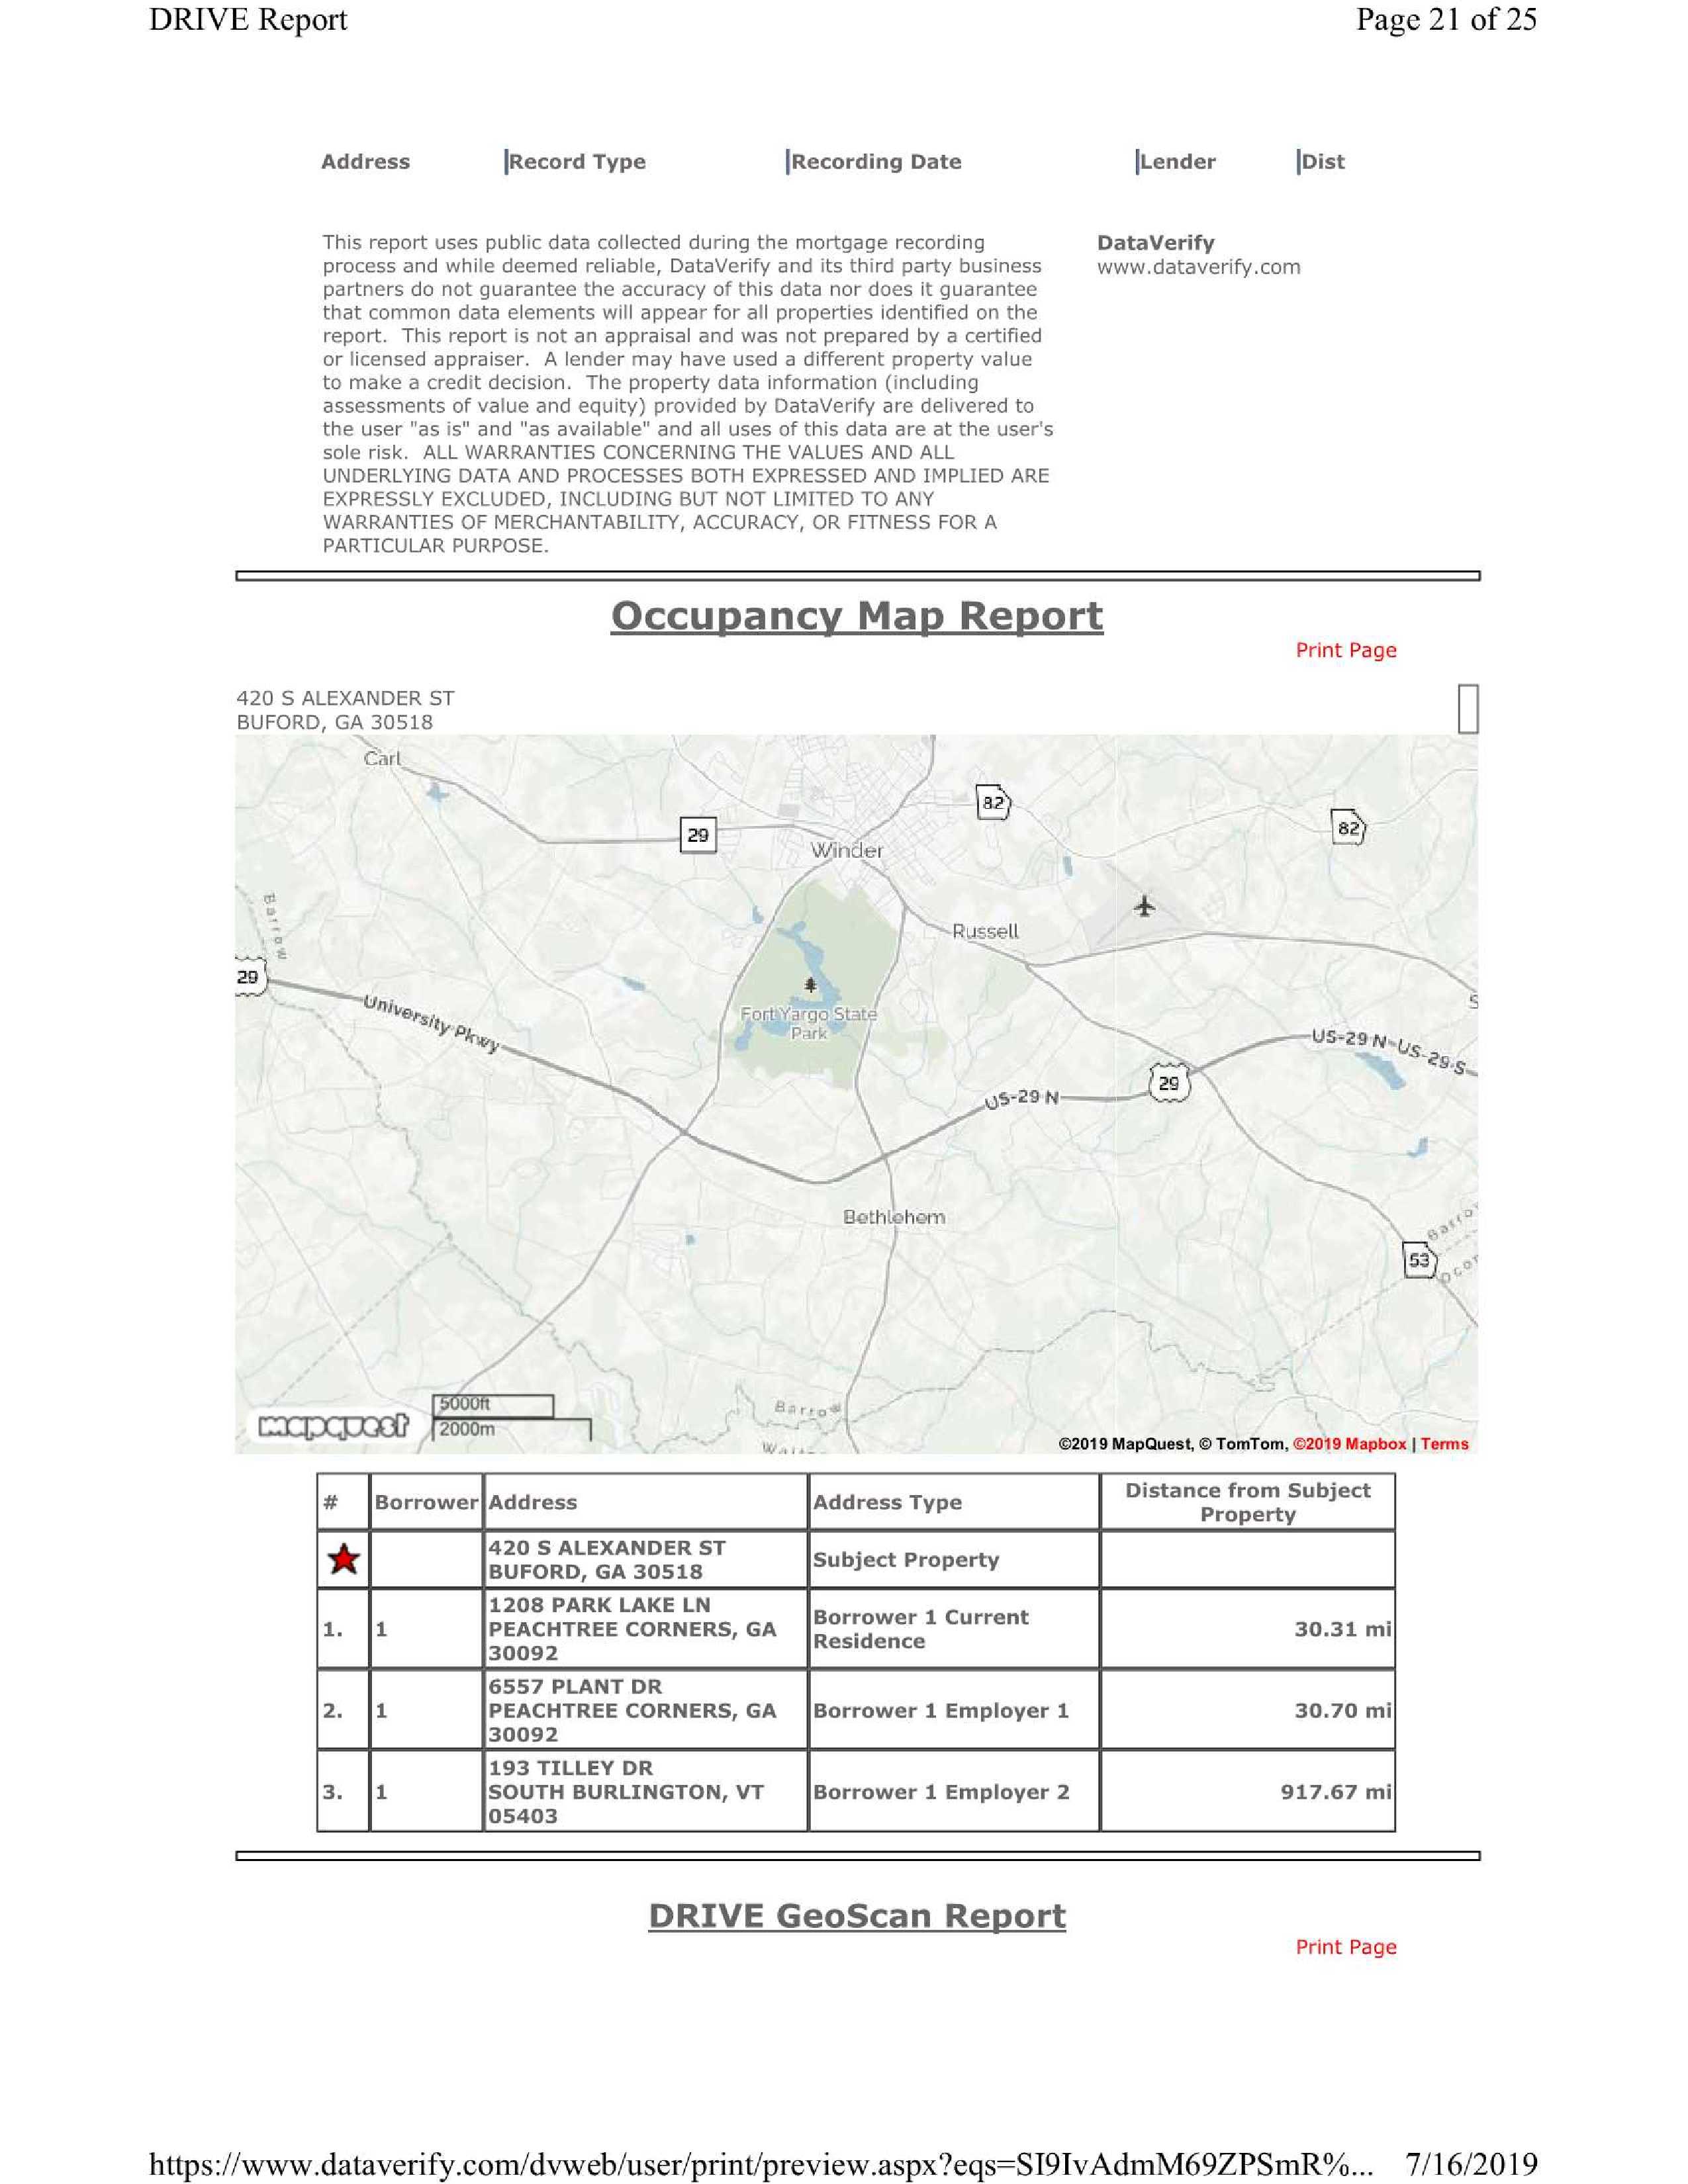 DRIVE Report
Page 21 of 25
Address
Record Type
Recording Date
Lender
Dist
This report uses public data collected during the mortgage recording
process and while deemed reliable, DataVerify and its third party business
partners do not guarantee the accuracy of this data nor does it guarantee
that common data elements will appear for all properties identified on the
report.  This report is not an appraisal and was not prepared by a certified
or licensed appraiser.  A lender may have used a different property value
to make a credit decision.  The property data information (including
assessments of value and equity) provided by DataVerify are delivered to
the user "as is" and "as available" and all uses of this data are at the user's
sole risk.  ALL WARRANTIES CONCERNING THE VALUES AND ALL
UNDERLYING DATA AND PROCESSES BOTH EXPRESSED AND IMPLIED ARE
EXPRESSLY EXCLUDED, INCLUDING BUT NOT LIMITED TO ANY
WARRANTIES OF MERCHANTABILITY, ACCURACY, OR FITNESS FOR A
PARTICULAR PURPOSE.
DataVerify
www.dataverify.com
Occupancy Map Report
Print Page
420 S ALEXANDER ST
BUFORD, GA 30518
Carl
82
82
29
Winder
Barrow
Russell
29
University Pkwy
Fort Yargo State
Park
US-29 N-US-29-S
29
US-29 N
Bethlehem
53
Barrow
5000ft
2000m
mapquest
©2019 MapQuest, © TomTom, ©2019 Mapbox | Terms
#
Borrower
Address
Address Type
Distance from Subject
Property
420 S ALEXANDER ST
BUFORD, GA 30518
Subject Property
1.
1
1208 PARK LAKE LN
PEACHTREE CORNERS, GA
30092
Borrower 1 Current
Residence
30.31 mi
2.
1
6557 PLANT DR
PEACHTREE CORNERS, GA
30092
Borrower 1 Employer 1
30.70 mi
3.
1
193 TILLEY DR
SOUTH BURLINGTON, VT
05403
Borrower 1 Employer 2
917.67 mi
DRIVE GeoScan Report
Print Page
https://www.dataverify.com/dvweb/user/print/preview.aspx?eqs=SI9IvAdmM69ZPSmR%...
7/16/2019